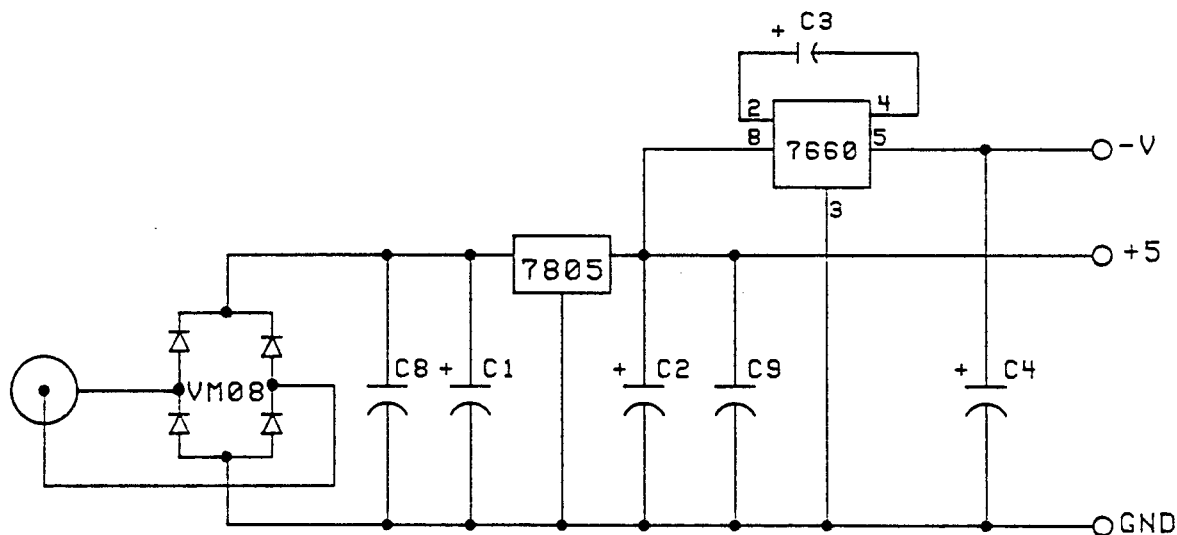 + C3
2 4
8 7660 5 -V
3
7805 +5
VM08 C8 + C1 + C2 C9 + C4
GND